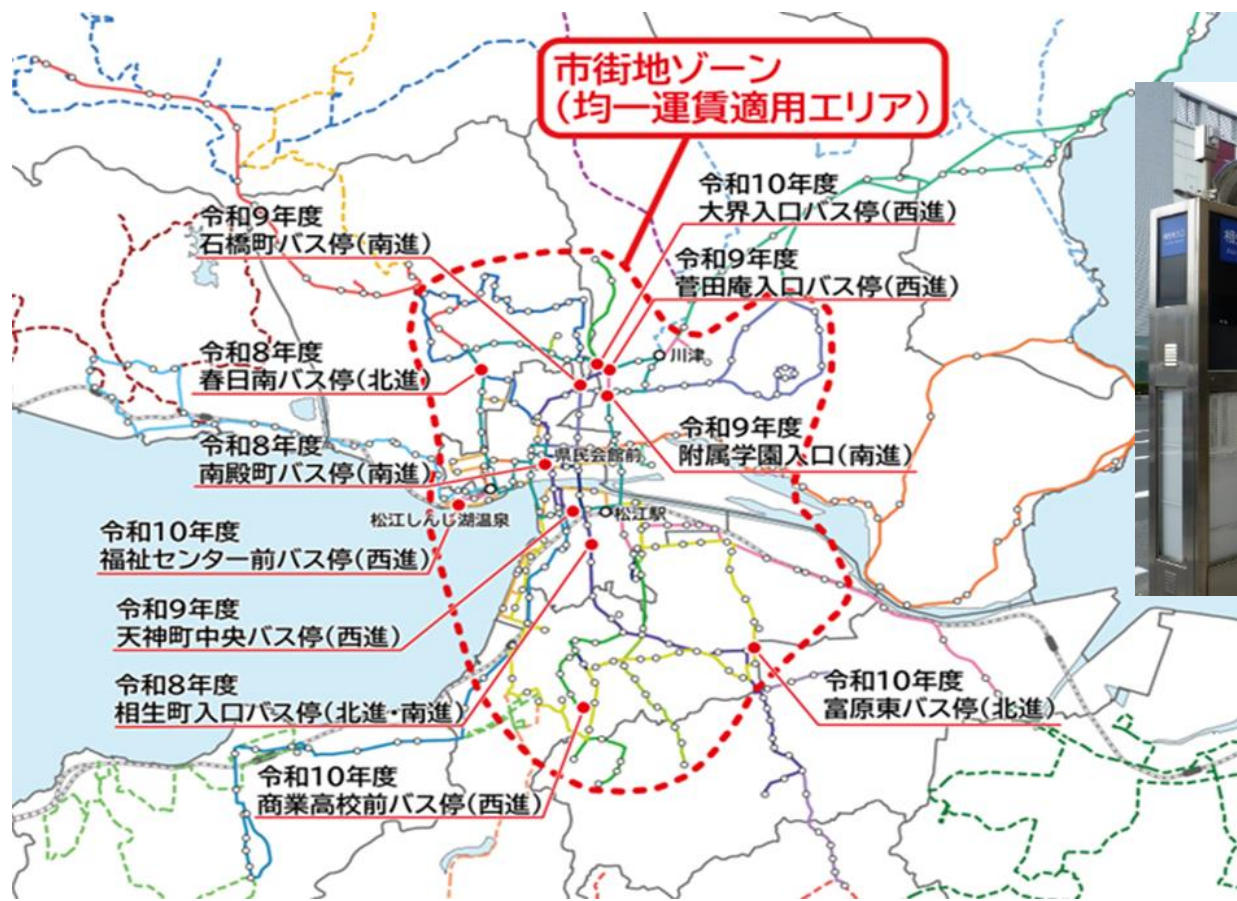 市街地ゾーン
(均一運賃適用エリア)
令和9年度
石橋町バス停(南進)
令和10年度
大界入口バス停(西進)
令和9年度
菅田庵入口バス停(西進)
川津
令和8年度
春日南バス停(北進)
令和9年度
附属学園入口(南進)
県民会館前
令和8年度
南殿町バス停(南進)
松江しんじ湖温泉
松江駅
令和10年度
福祉センター前バス停(西進)
令和9年度
天神町中央バス停(西進)
令和8年度
相生町入口バス停(北進・南進)
令和10年度
富原東バス停(北進)
令和10年度
商業高校前バス停(西進)